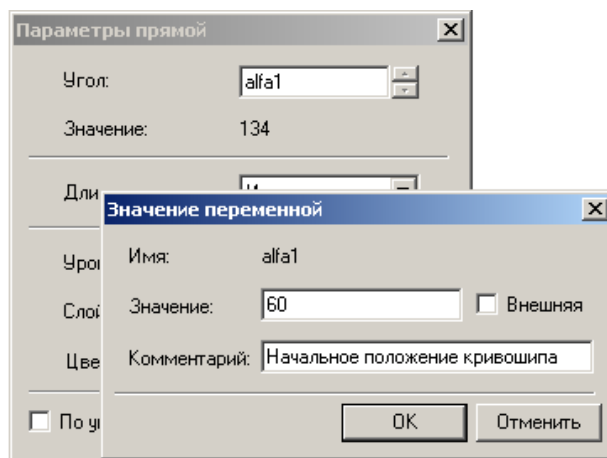 Параметры прямой
Угол: alfa1
Значение: 134
Значение переменной
Имя: alfa1
Значение: 60 Внешняя
Комментарий: Начальное положение кривошипа
OK Отменить